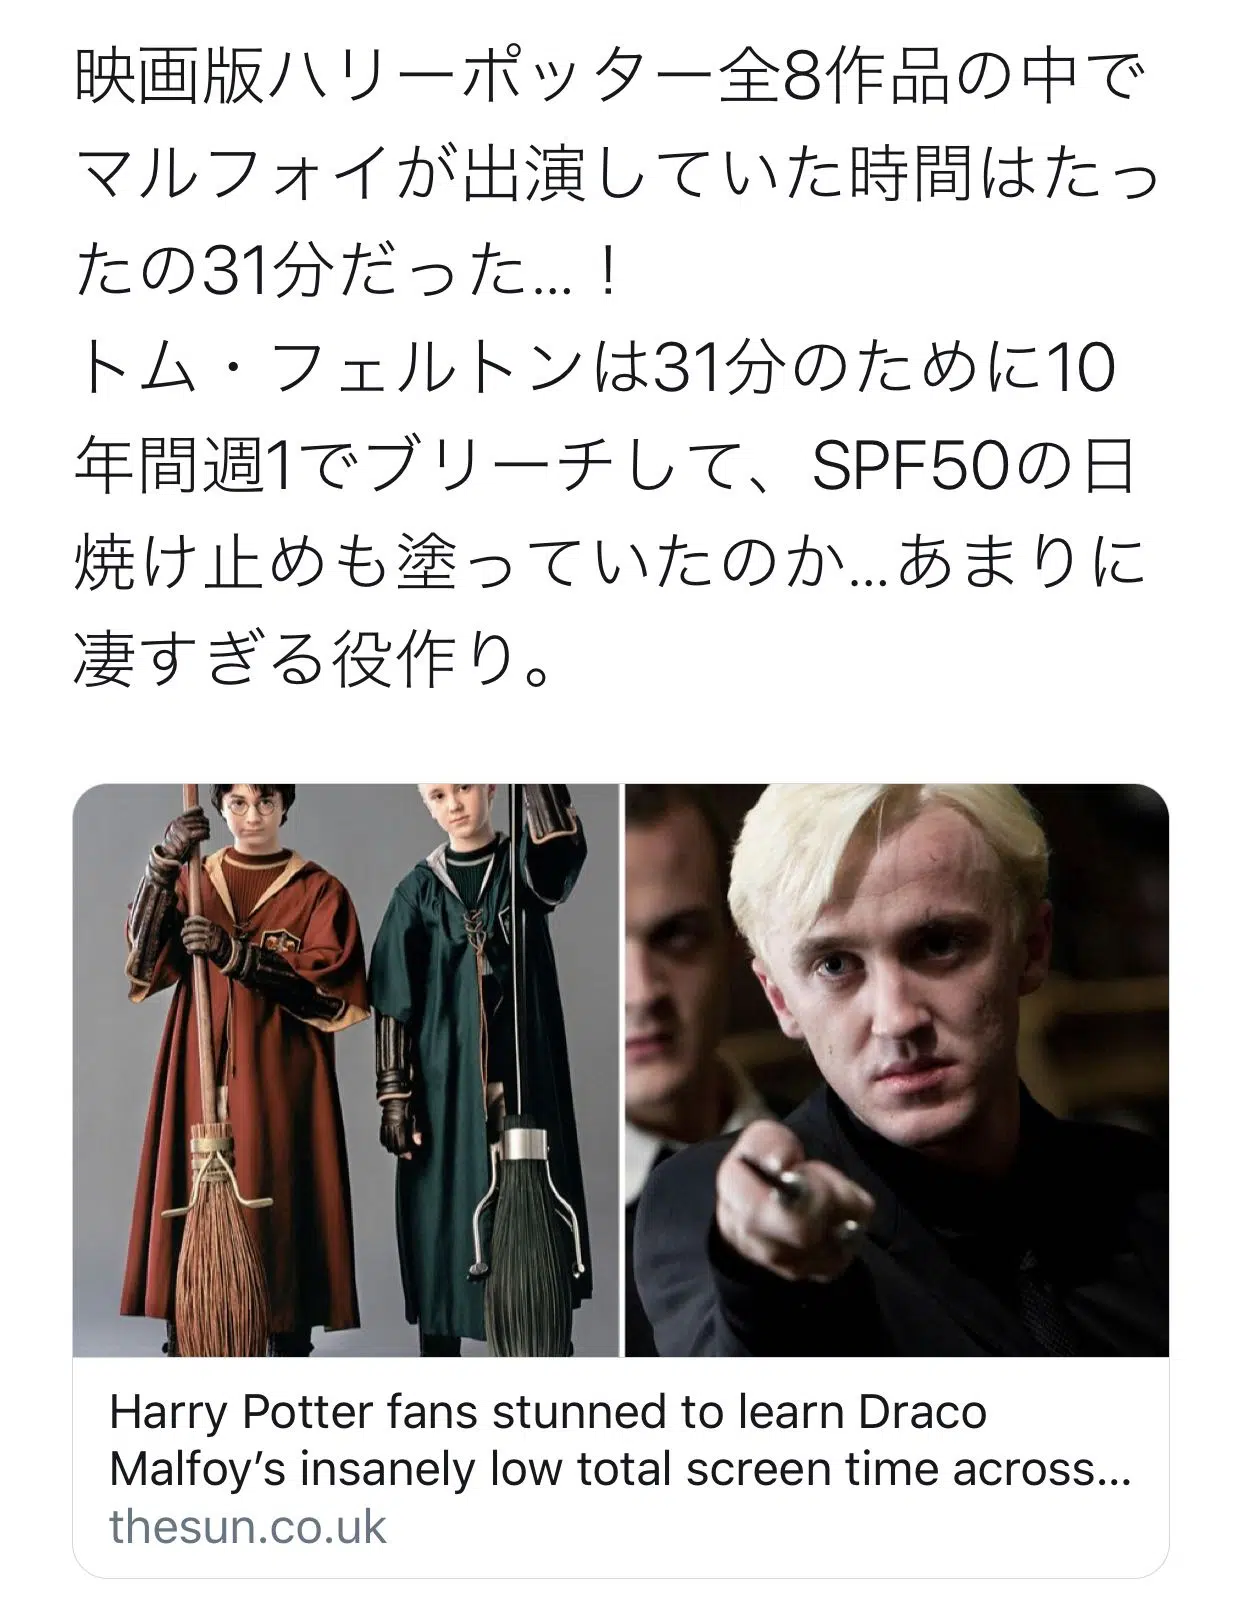 映画版ハリーポッター全8作品の中で
マルフォイが出演していた時間はたっ
たの31分だった...！
トム・フェルトンは31分のために10
年間週1でブリーチして、SPF50の日
焼け止めも塗っていたのか...あまりに
凄すぎる役作り。
Harry Potter fans stunned to learn Draco
Malfoy’s insanely low total screen time across...
thesun.co.uk